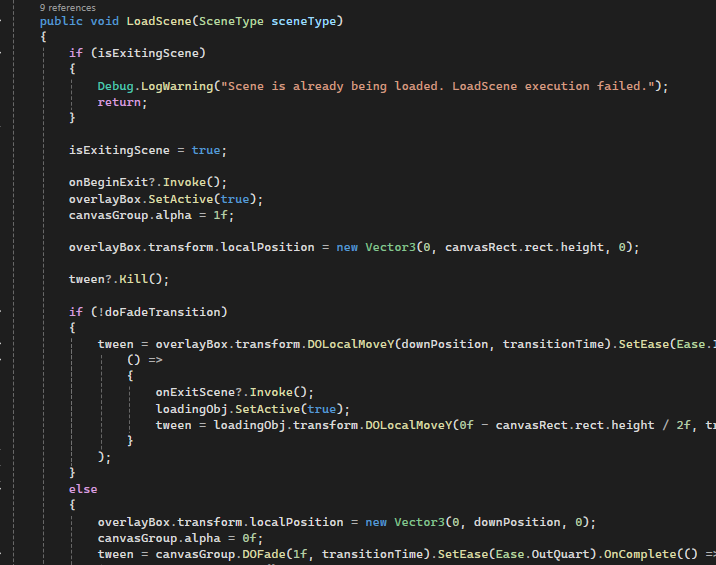 9 references
public void LoadScene(SceneType sceneType)
{
if (isExitingScene)
{
Debug.LogWarning("Scene is already being loaded. LoadScene execution failed.");
return;
}
isExitingScene = true;
onBeginExit?.Invoke();
overlayBox.SetActive(true);
canvasGroup.alpha = 1f;
overlayBox.transform.localPosition = new Vector3(0, canvasRect.rect.height, 0);
tween?.Kill();
if (!doFadeTransition)
{
tween = overlayBox.transform.DOLocalMoveY(downPosition, transitionTime).SetEase(Ease.
() =>
{
onExitScene?.Invoke();
loadingObj.SetActive(true);
tween = loadingObj.transform.DOLocalMoveY(0f - canvasRect.rect.height / 2f,
}
);
}
else
{
overlayBox.transform.localPosition = new Vector3(0, downPosition, 0);
canvasGroup.alpha = 0f;
tween = canvasGroup.DOFade(1f, transitionTime).SetEase(Ease.OutQuart).OnComplete(() =>